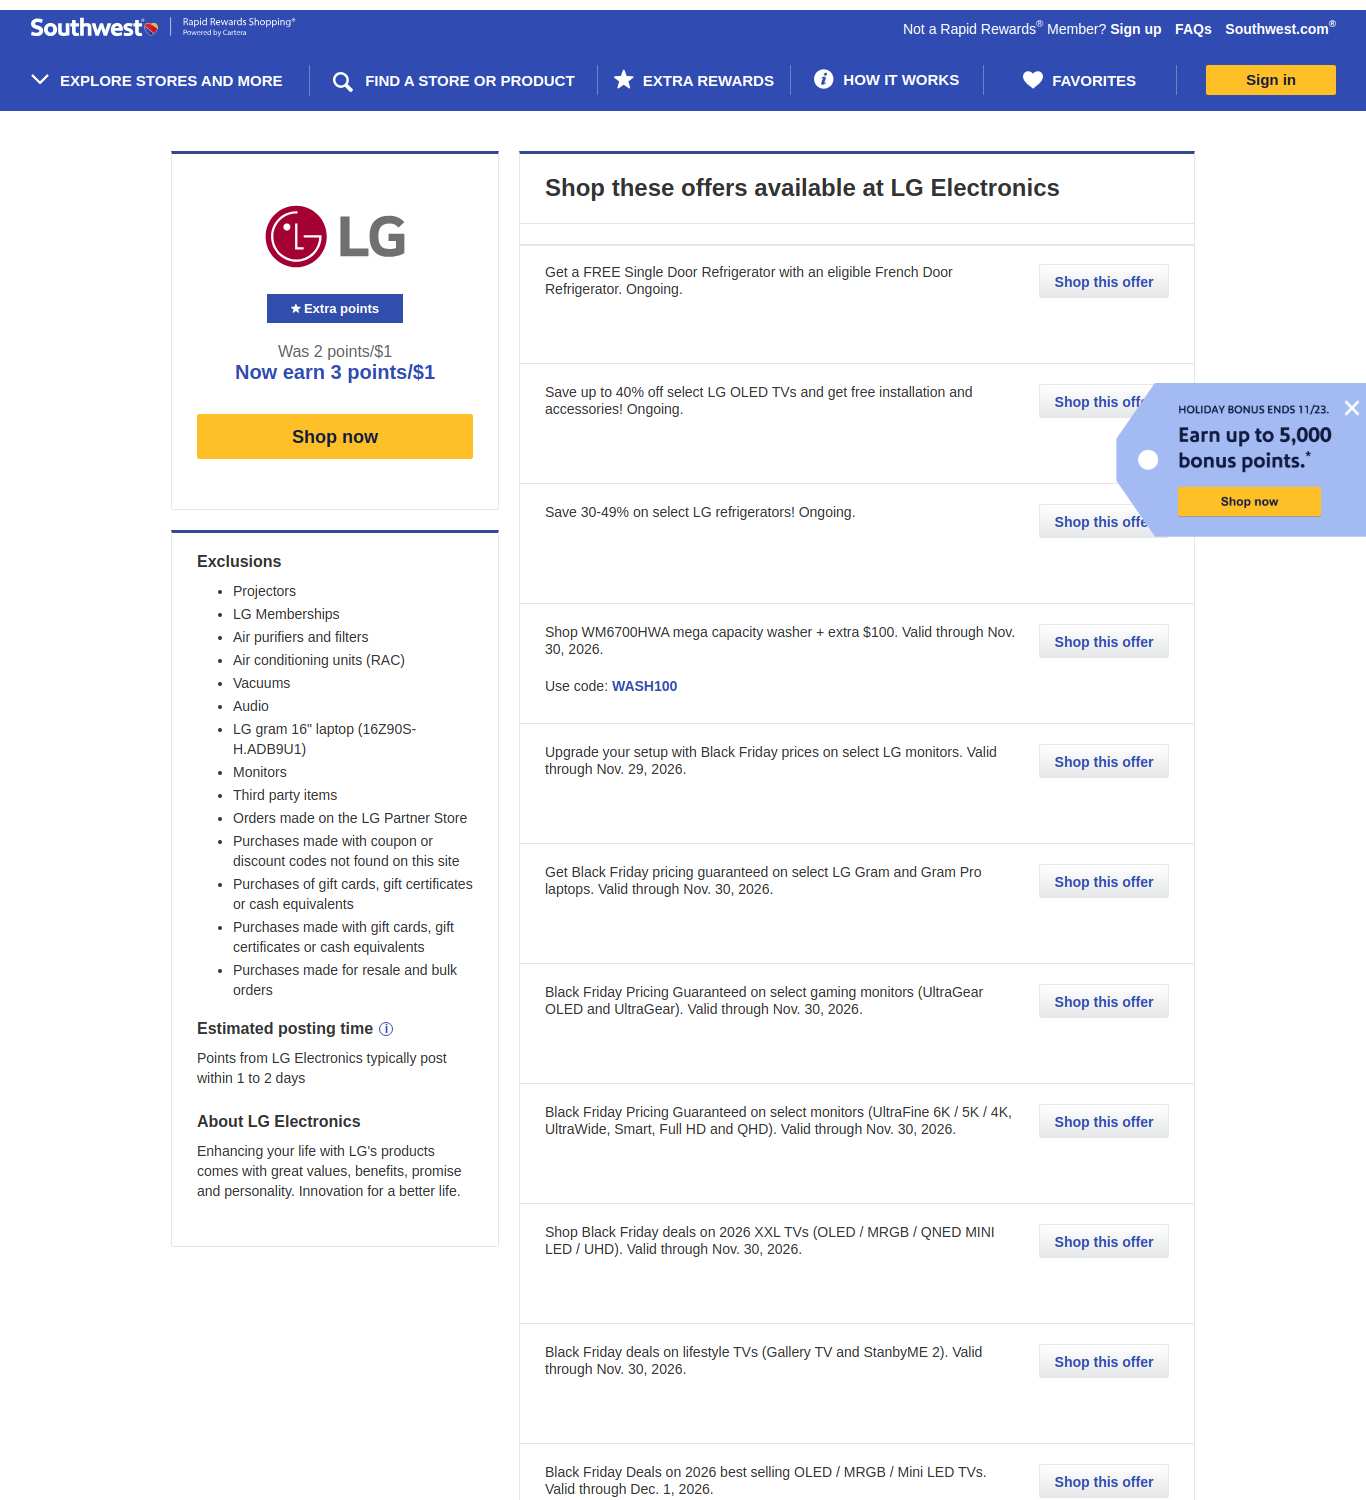 Southwest
Rapid Rewards Shopping®
Powered by Cartera
Not a Rapid Rewards® Member? Sign up FAQs Southwest.com®
EXPLORE STORES AND MORE
FIND A STORE OR PRODUCT
EXTRA REWARDS
HOW IT WORKS
FAVORITES
Sign in
LG
Extra points
Was 2 points/$1
Now earn 3 points/$1
Shop now
Exclusions
• Projectors
• LG Memberships
• Air purifiers and filters
• Air conditioning units (RAC)
• Vacuums
• Audio
• LG gram 16" laptop (16Z90S-
H.ADB9U1)
• Monitors
• Third party items
• Orders made on the LG Partner Store
• Purchases made with coupon or
discount codes not found on this site
• Purchases of gift cards, gift certificates
or cash equivalents
• Purchases made with gift cards, gift
certificates or cash equivalents
• Purchases made for resale and bulk
orders
Estimated posting time
Points from LG Electronics typically post
within 1 to 2 days
About LG Electronics
Enhancing your life with LG's products
comes with great values, benefits, promise
and personality. Innovation for a better life.
Shop these offers available at LG Electronics
Get a FREE Single Door Refrigerator with an eligible French Door
Refrigerator. Ongoing.
Shop this offer
Save up to 40% off select LG OLED TVs and get free installation and
accessories! Ongoing.
Shop this offe
HOLIDAY BONUS ENDS 11/23.
Earn up to 5,000
bonus points.*
Shop now
Save 30-49% on select LG refrigerators! Ongoing.
Shop this offe
Shop WM6700HWA mega capacity washer + extra $100. Valid through Nov.
30, 2026.
Use code: WASH100
Shop this offer
Upgrade your setup with Black Friday prices on select LG monitors. Valid
through Nov. 29, 2026.
Shop this offer
Get Black Friday pricing guaranteed on select LG Gram and Gram Pro
laptops. Valid through Nov. 30, 2026.
Shop this offer
Black Friday Pricing Guaranteed on select gaming monitors (UltraGear
OLED and UltraGear). Valid through Nov. 30, 2026.
Shop this offer
Black Friday Pricing Guaranteed on select monitors (UltraFine 6K / 5K / 4K,
UltraWide, Smart, Full HD and QHD). Valid through Nov. 30, 2026.
Shop this offer
Shop Black Friday deals on 2026 XXL TVs (OLED / MRGB / QNED MINI
LED / UHD). Valid through Nov. 30, 2026.
Shop this offer
Black Friday deals on lifestyle TVs (Gallery TV and StanbyME 2). Valid
through Nov. 30, 2026.
Shop this offer
Black Friday Deals on 2026 best selling OLED / MRGB / Mini LED TVs.
Valid through Dec. 1, 2026.
Shop this offer